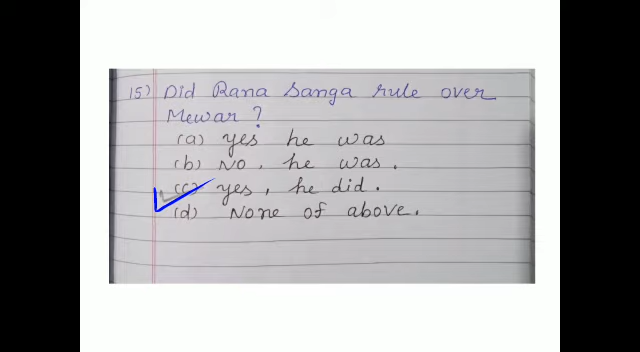 15) Did Rana Sanga rule over
Mewar ?
(a) yes he was
(b) No, he was.
(c) yes, he did.
(d) None of above.